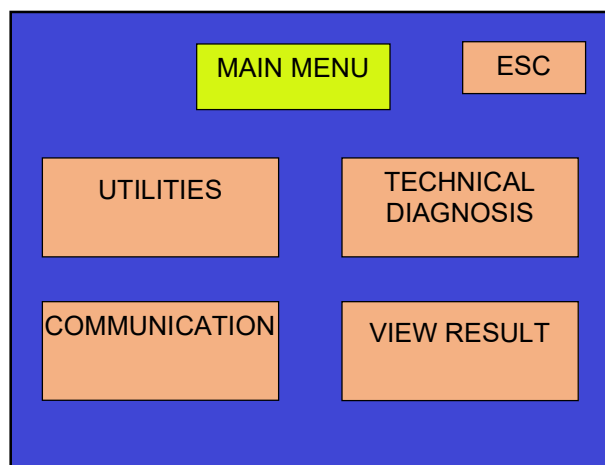 MAIN MENU
ESC
UTILITIES
TECHNICAL
DIAGNOSIS
COMMUNICATION
VIEW RESULT